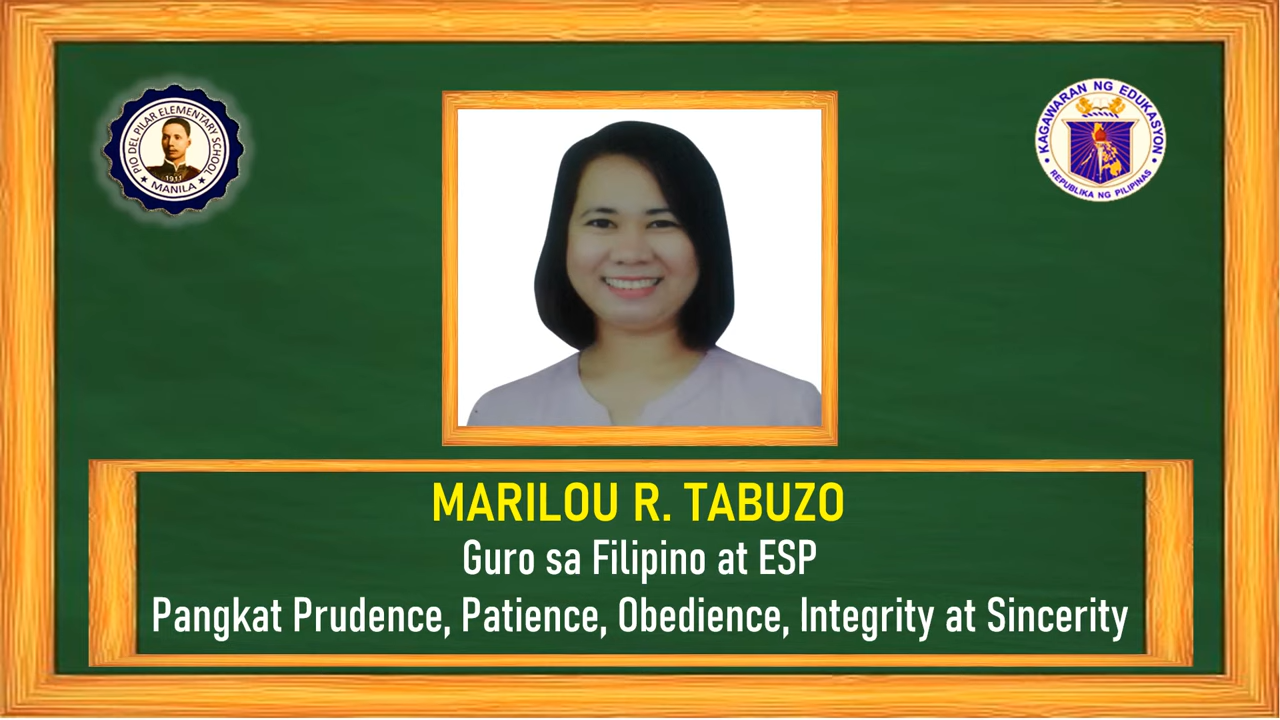 PIO DEL PILAR ELEMENTARY SCHOOL
1911
MANILA
KAGAWARAN NG EDUKASYON
REPUBLIKA NG PILIPINAS
MARILOU R. TABUZO
Guro sa Filipino at ESP
Pangkat Prudence, Patience, Obedience, Integrity at Sincerity